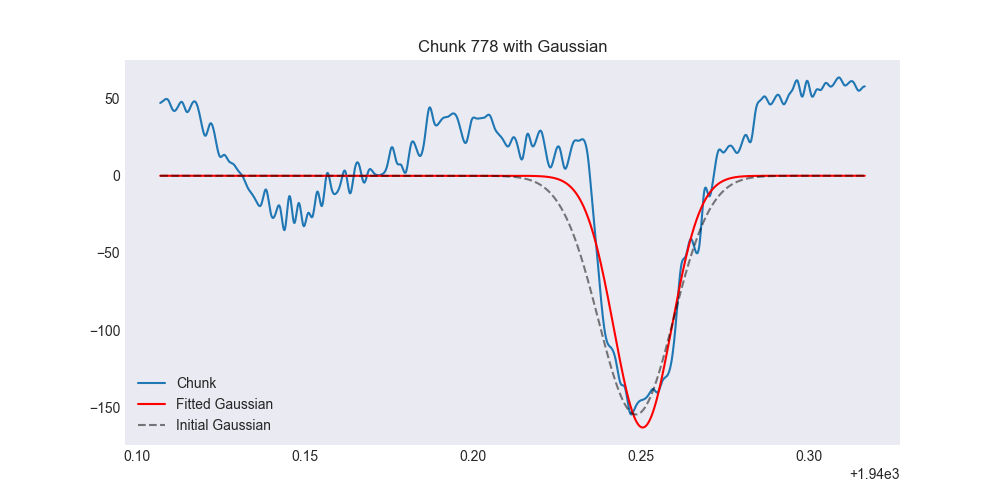 Chunk 778 with Gaussian
50
0
−50
−100
−150
Chunk
Fitted Gaussian
Initial Gaussian
0.10 0.15 0.20 0.25 0.30
+1.94e3